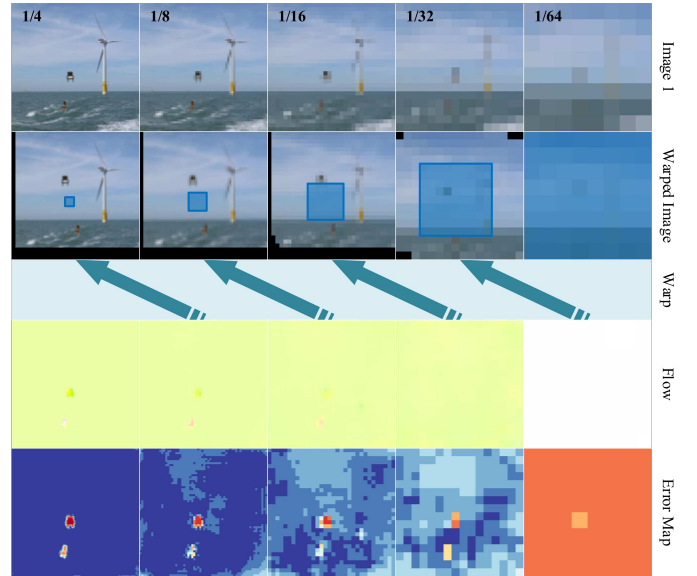 1/4
1/8
1/16
1/32
1/64
Image 1
Warped Image
Warp
Flow
Error Map